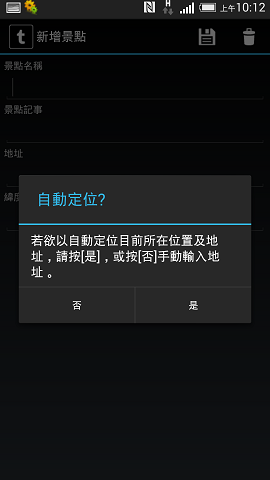 H
上午10:12
t 新增景點
景點名稱
景點記事
地址
緯度
自動定位?
若欲以自動定位目前所在位置及地
址，請按[是]，或按[否]手動輸入地
址。
否 是